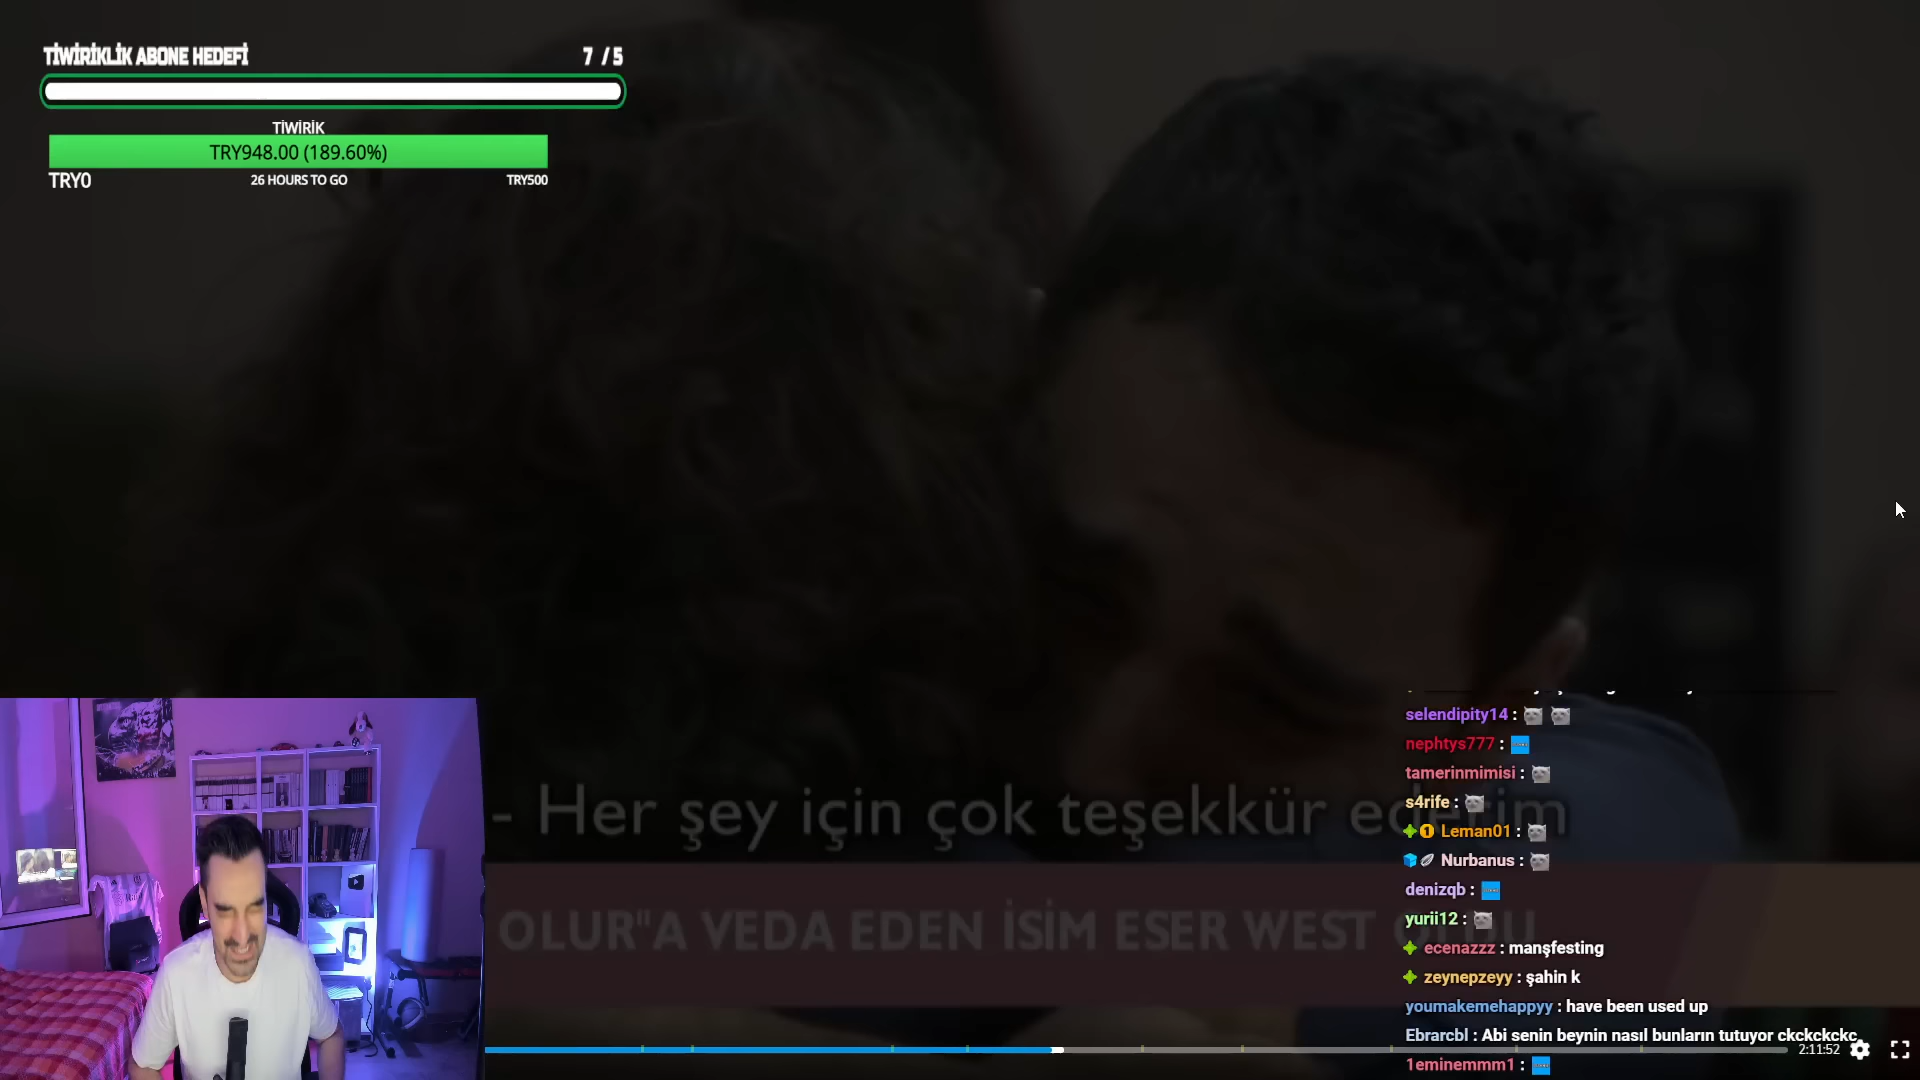 TİWİRİKLİK ABONE HEDEFİ 7 / 5
TİWİRİK
TRY948.00 (189.60%)
TRY0 26 HOURS TO GO TRY500
- Her şey için çok teşekkür ederim
OLUR"A VEDA EDEN İSİM ESER WEST OLDU
selendipity14 :
nephtys777 :
tamerinmimisi :
s4rife :
1 Leman01 :
Nurbanus :
denizqb :
yurii12 :
ecenazzz : manşfesting
zeynepzeyy : şahin k
youmakemehappyy : have been used up
Ebrarcbl : Abi senin beynin nasıl bunların tutuyor ckckckckc
2:11:52
1eminemmm1 :